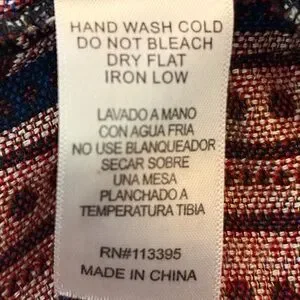 HAND WASH COLD
DO NOT BLEACH
DRY FLAT
IRON LOW
LAVADO A MANO
CON AGUA FRIA
NO USE BLANQUEADOR
SECAR SOBRE
UNA MESA
PLANCHADO A
TEMPERATURA TIBIA
RN#113395
MADE IN CHINA